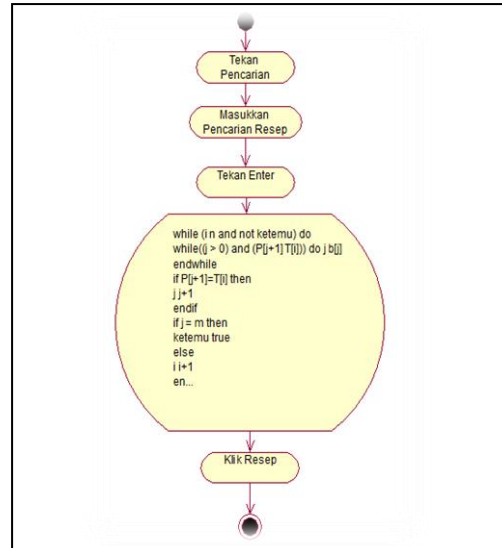 Tekan
Pencarian
Masukkan
Pencarian Resep
Tekan Enter
while (i n and not ketemu) do
while((j > 0) and (P[j+1] T[i])) do j b[j]
endwhile
if P[j+1]=T[i] then
j j+1
endif
if j = m then
ketemu true
else
i i+1
en...
Klik Resep